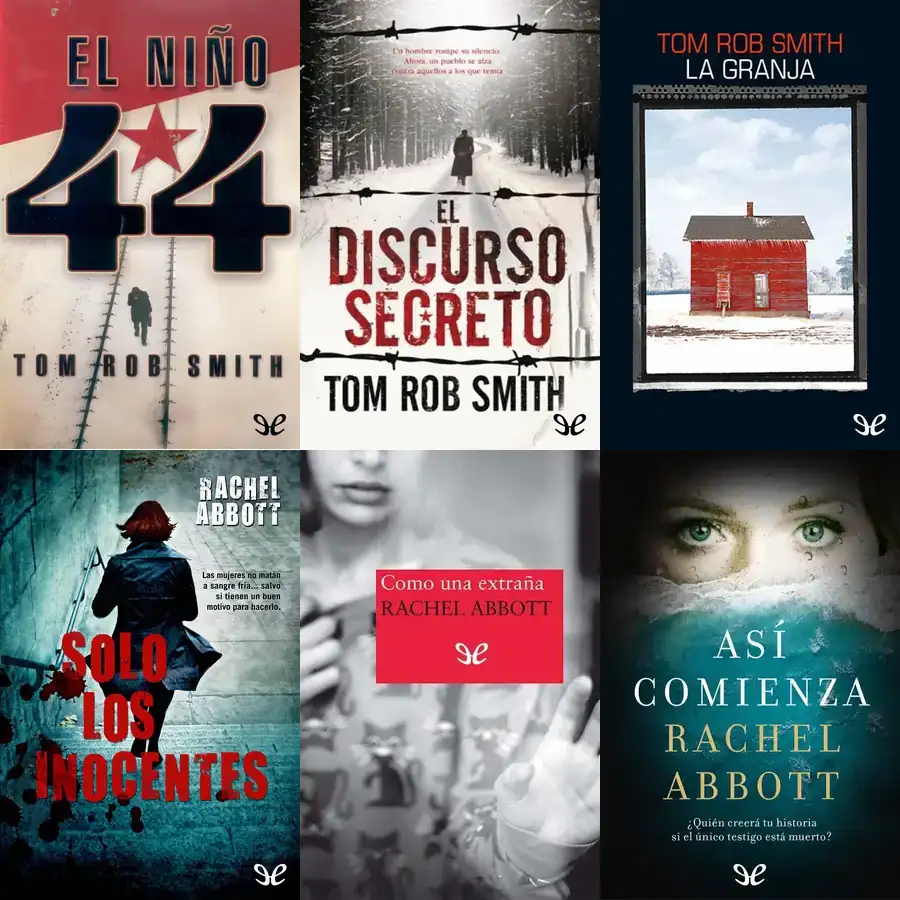 EL NIÑO
44
TOM ROB SMITH
Un hombre rompe su silencio.
Ahora, un pueblo se alza
contra aquellos a los que temía.
EL
DISCURSO
SECRETO
TOM ROB SMITH
TOM ROB SMITH
LA GRANJA
RACHEL
ABBOTT
Las mujeres no matan
a sangre fría... salvo
si tienen un buen
motivo para hacerlo.
SOLO
LOS
INOCENTES
Como una extraña
RACHEL ABBOTT
ASÍ
COMIENZA
RACHEL
ABBOTT
¿Quién creerá tu historia
si el único testigo está muerto?